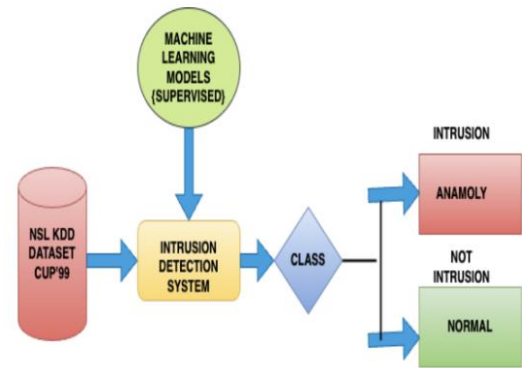 MACHINE
LEARNING
MODELS
{SUPERVISED}
NSL KDD
DATASET
CUP'99
INTRUSION
DETECTION
SYSTEM
CLASS
INTRUSION
ANAMOLY
NOT
INTRUSION
NORMAL